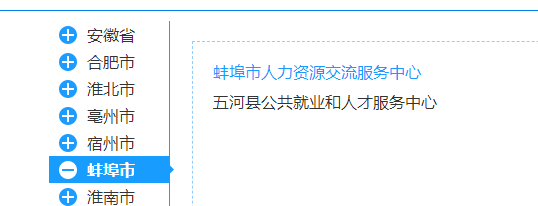 安徽省
合肥市
淮北市
亳州市
宿州市
蚌埠市
淮南市
蚌埠市人力资源交流服务中心
五河县公共就业和人才服务中心